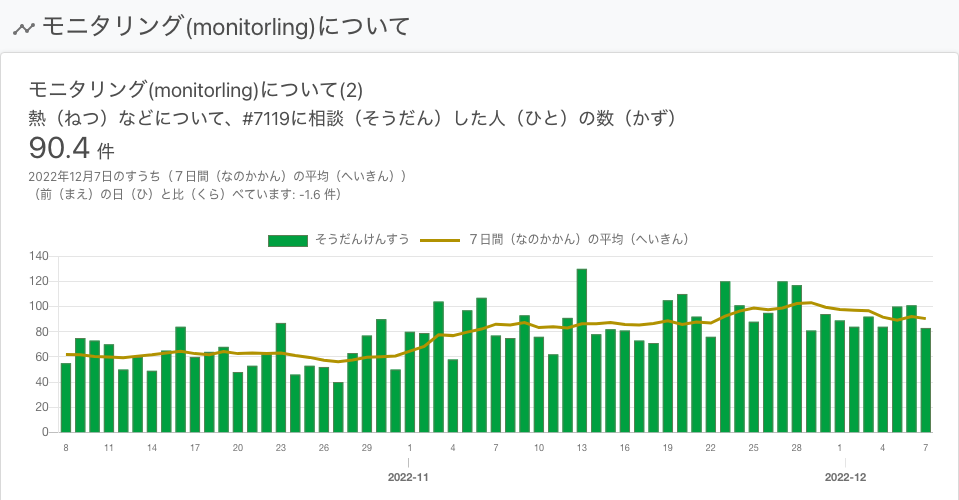 モニタリング(monitorling)について
モニタリング(monitorling)について(2)
熱（ねつ）などについて、#7119に相談（そうだん）した人（ひと）の数（かず）
90.4 件
2022年12月7日のすうち（７日間（なのかかん）の平均（へいきん））
（前（まえ）の日（ひ）と比（くら）べています: -1.6 件）
そうだんけんすう ７日間（なのかかん）の平均（へいきん）
140
120
100
80
60
40
20
0
8 11 14 17 20 23 26 29 1 4 7 10 13 16 19 22 25 28 1 4 7
2022-11 2022-12